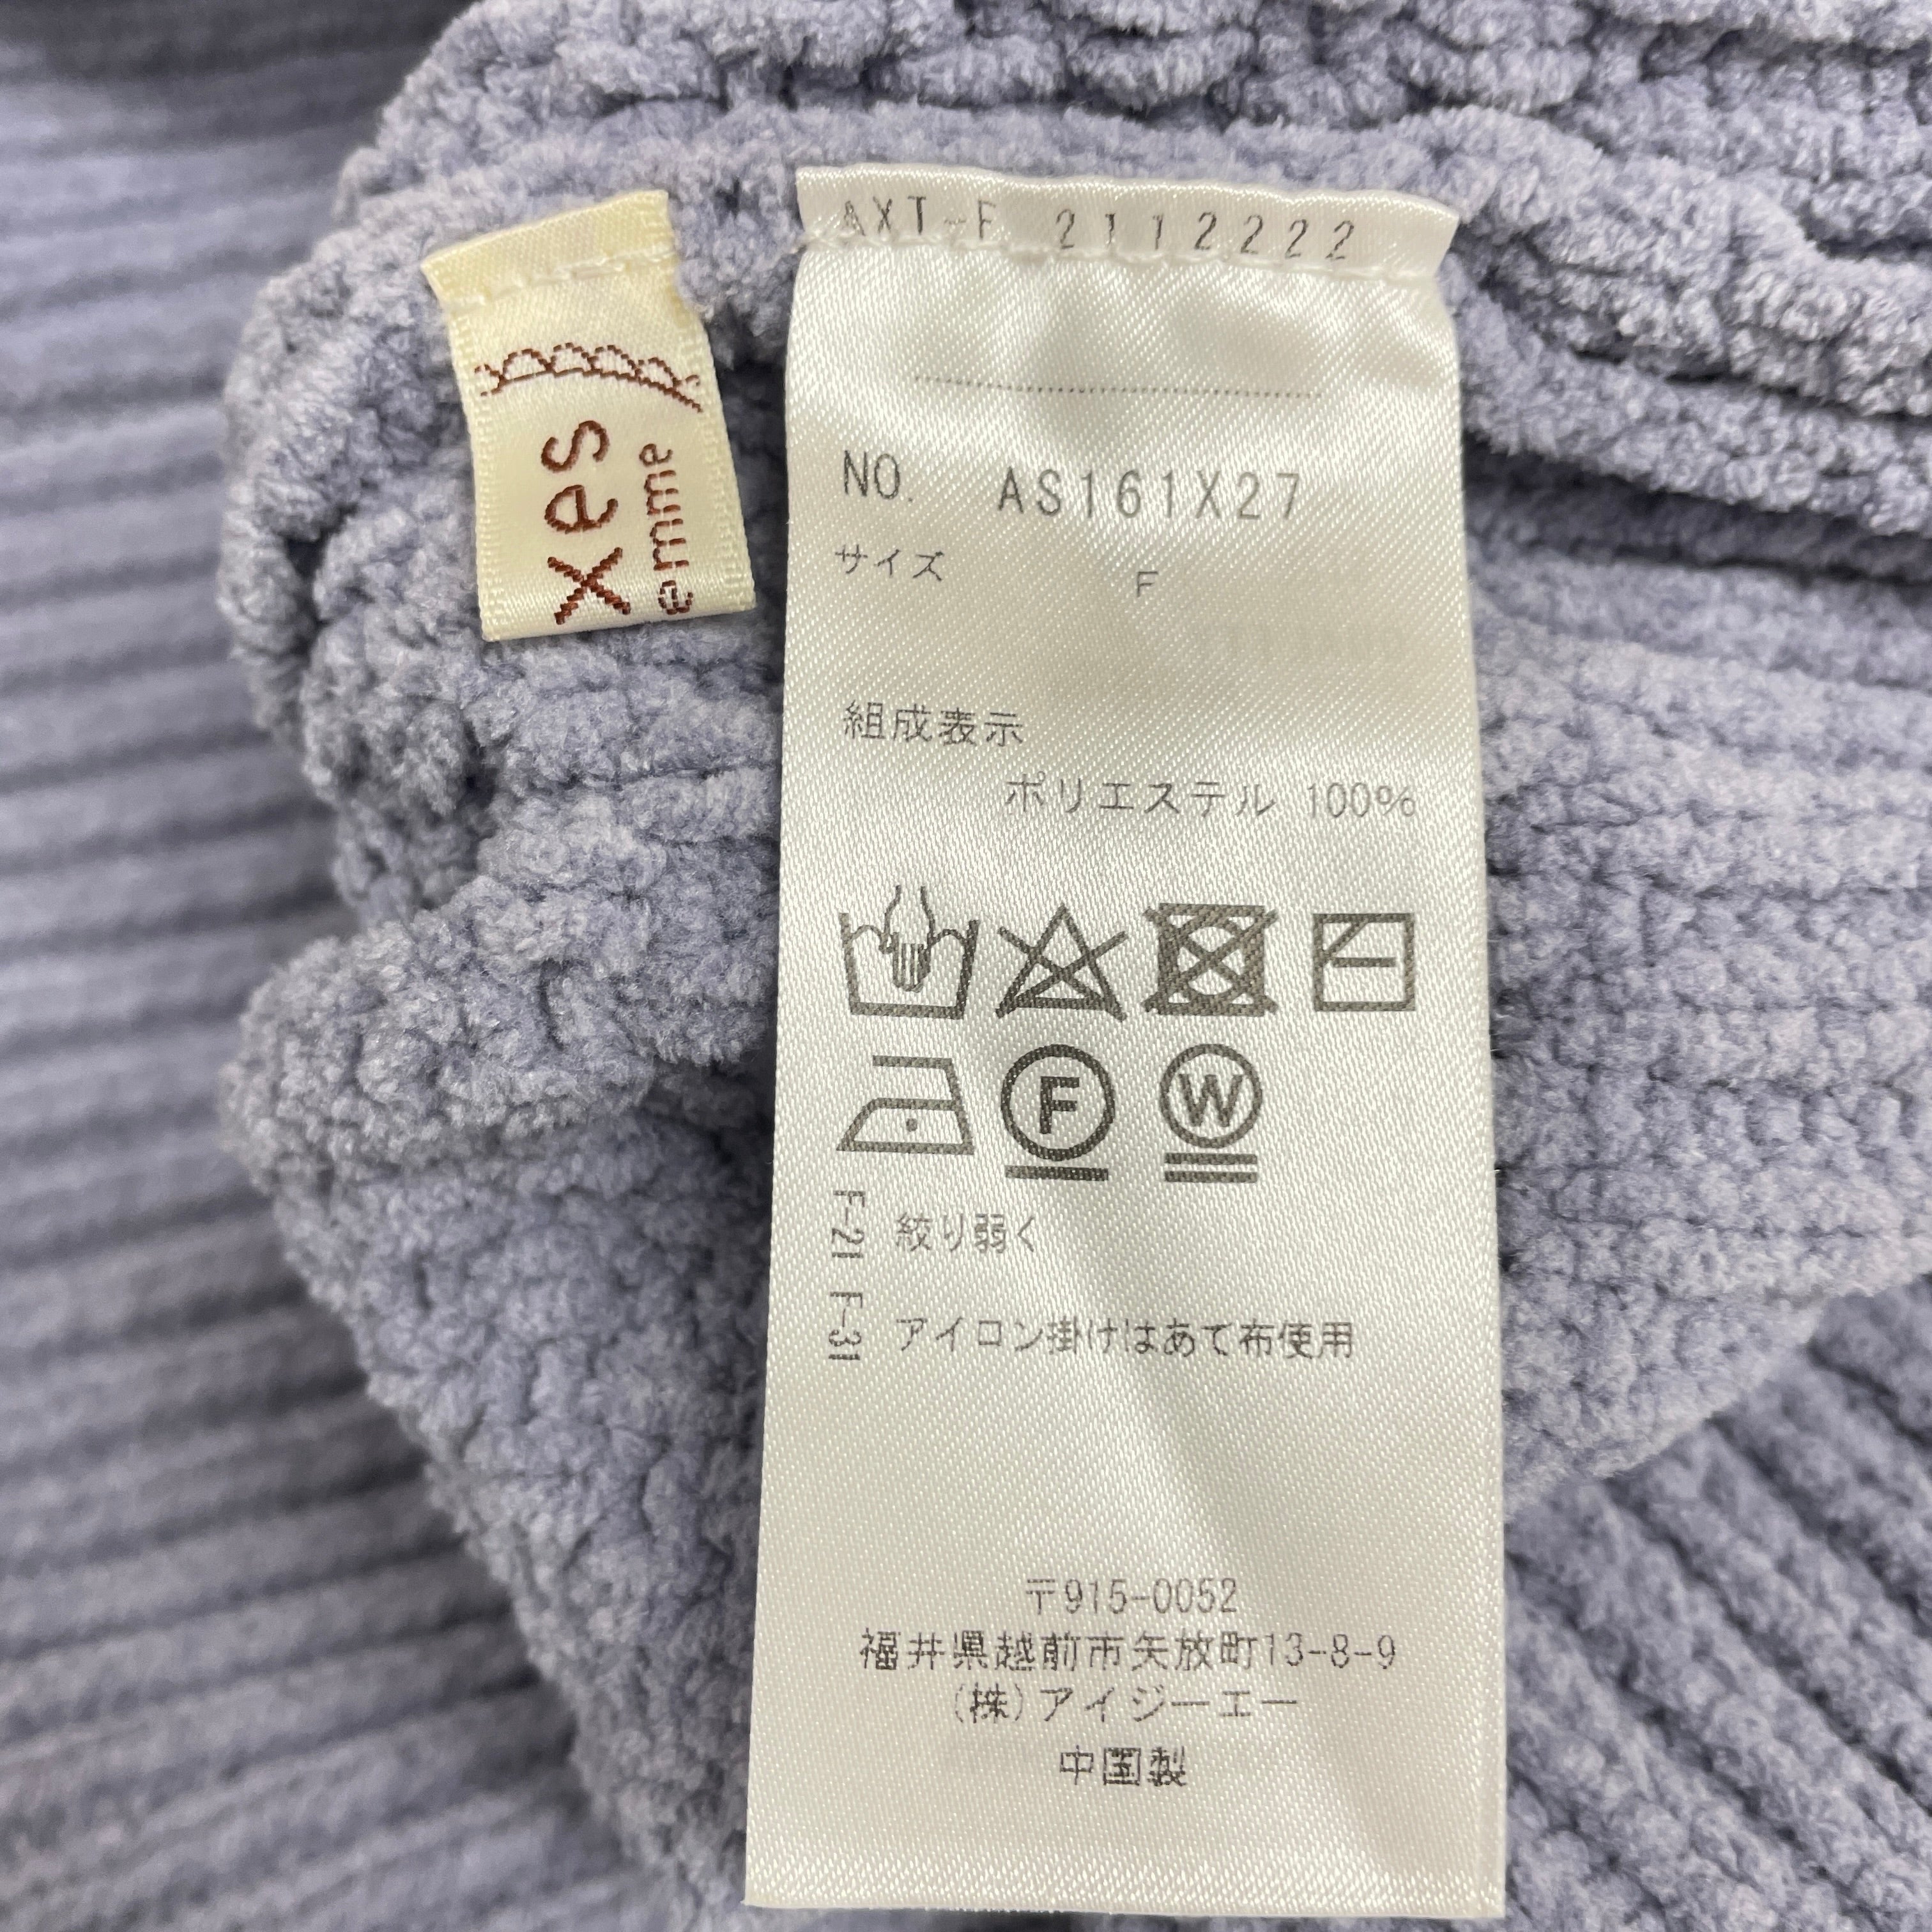 xes
emme
AXT-F 2112222
NO. AS161X27
サイズ F
組成表示
ポリエステル 100%
F
W
F-21 絞り弱く
F-31 アイロン掛けはあて布使用
〒915-0052
福井県越前市矢放町13-8-9
(株)アイジーエー
中国製